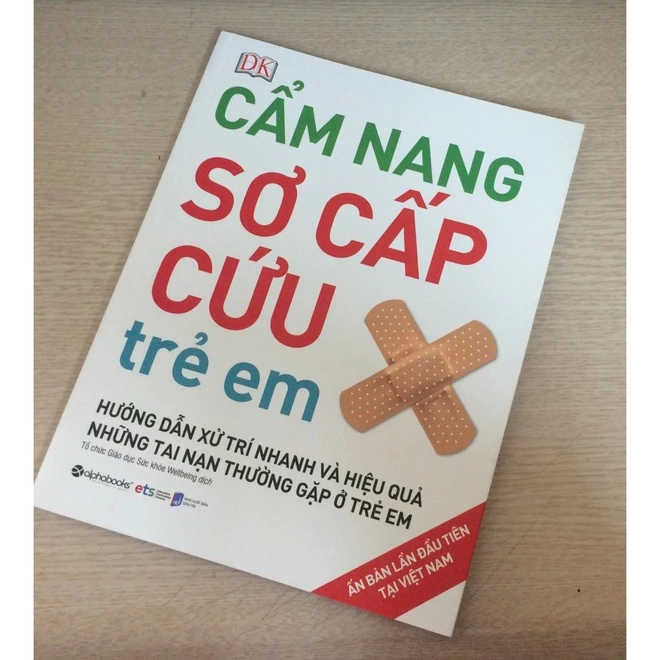 DK
CẨM NANG
SƠ CẤP
CỨU
trẻ em
HƯỚNG DẪN XỬ TRÍ NHANH VÀ HIỆU QUẢ
NHỮNG TAI NẠN THƯỜNG GẶP Ở TRẺ EM
Tổ chức Giáo dục Sức khỏe Wellbeing dịch
alphabooks ets
ẤN BẢN LẦN ĐẦU TIÊN
TẠI VIỆT NAM